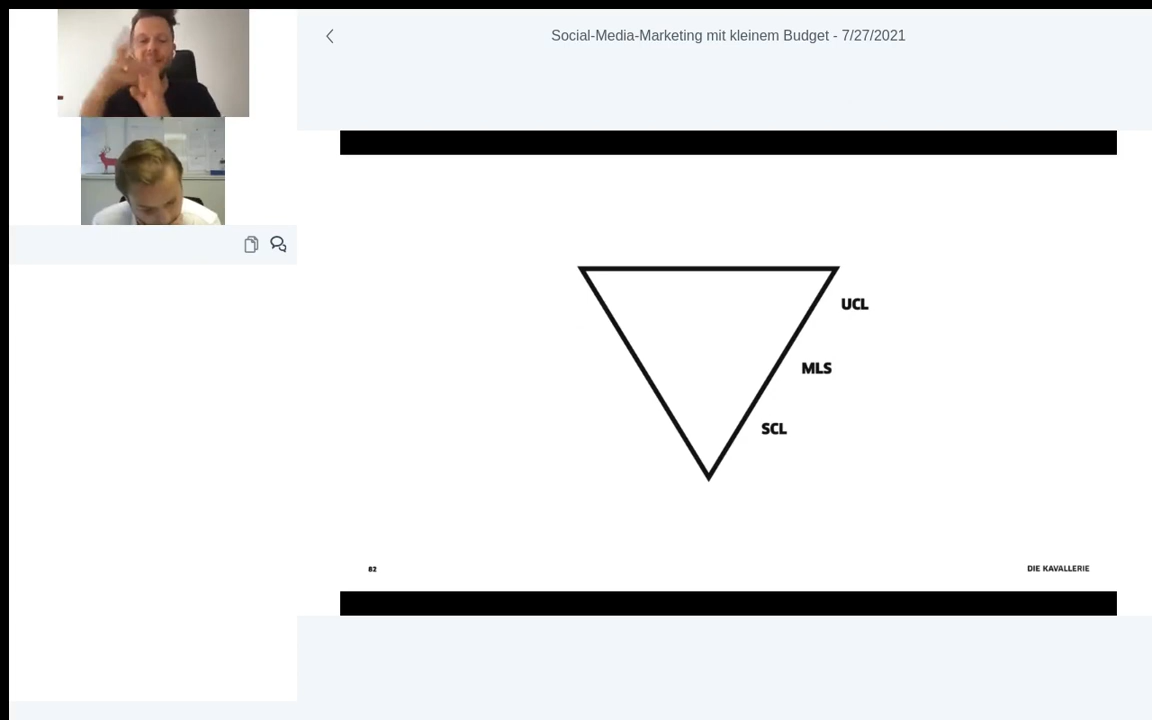 Social-Media-Marketing mit kleinem Budget - 7/27/2021
UCL
MLS
SCL
82
DIE KAVALLERIE